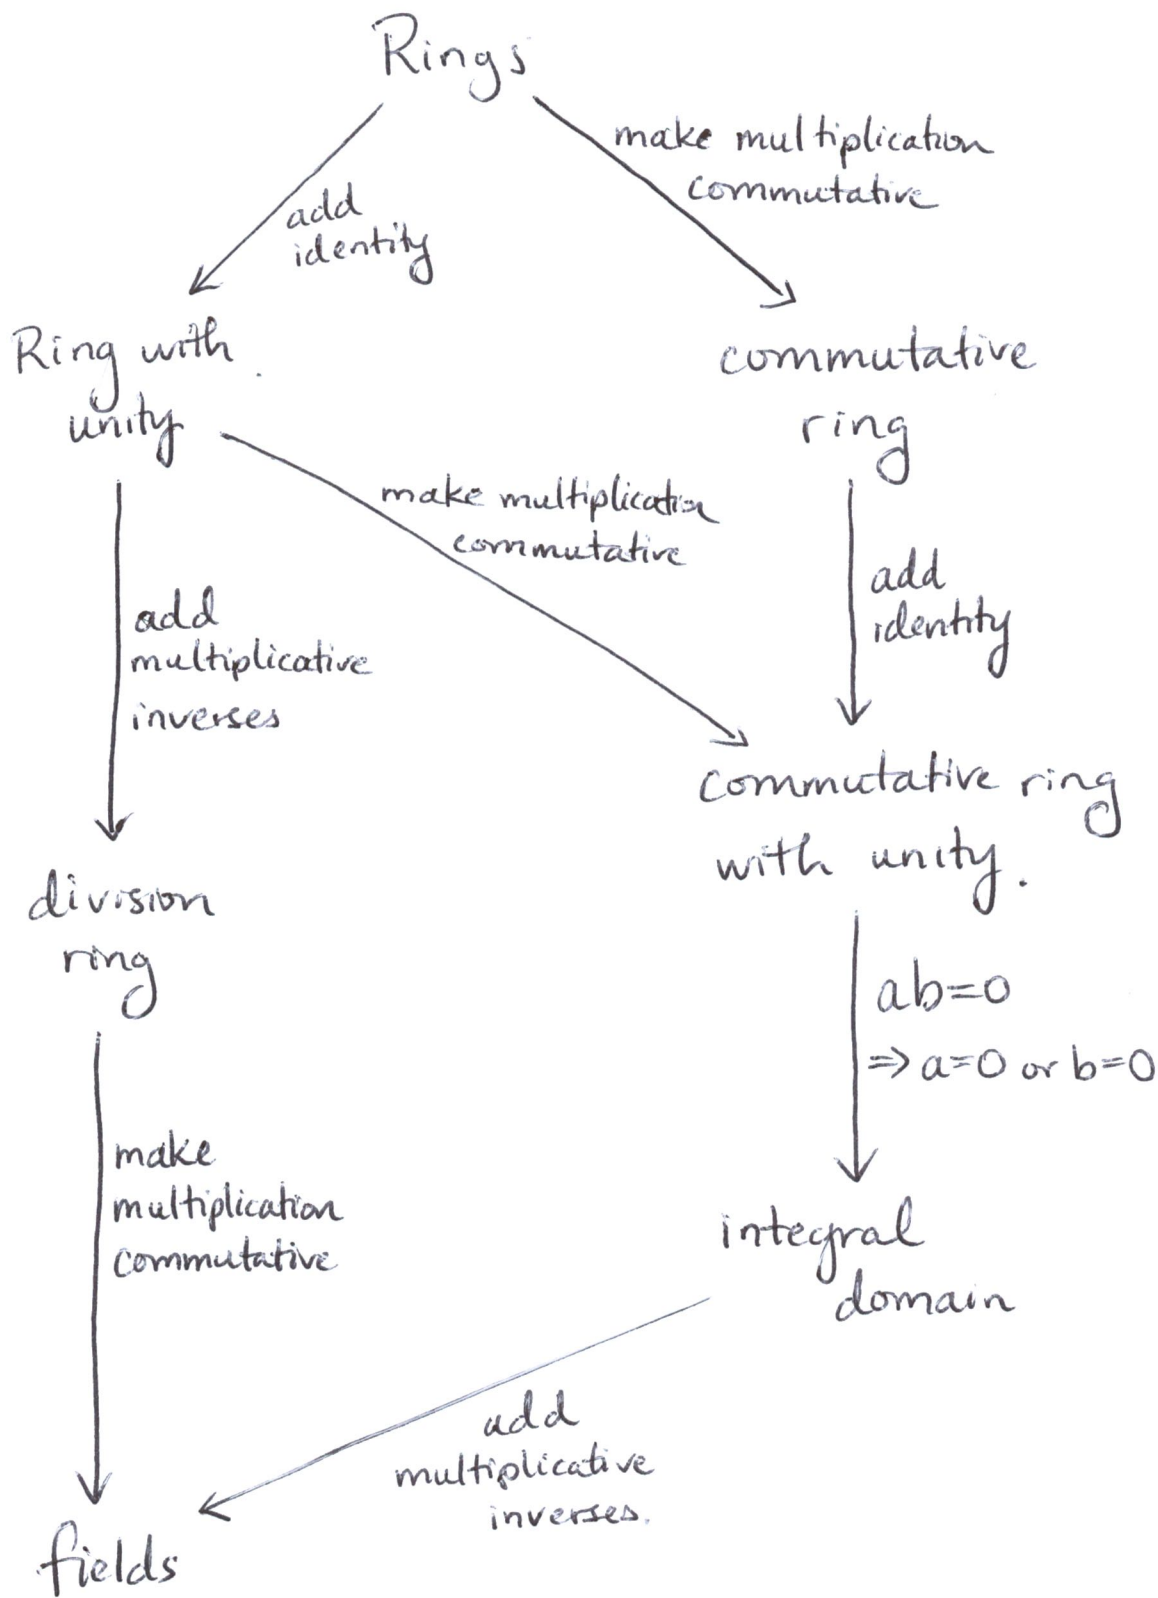 Rings
make multiplication
commutative
add
identity
Ring with
unity
commutative
ring
make multiplication
commutative
add
identity
add
multiplicative
inverses
commutative ring
with unity.
division
ring
ab=0
⇒ a=0 or b=0
make
multiplication
commutative
integral
domain
add
multiplicative
inverses.
fields